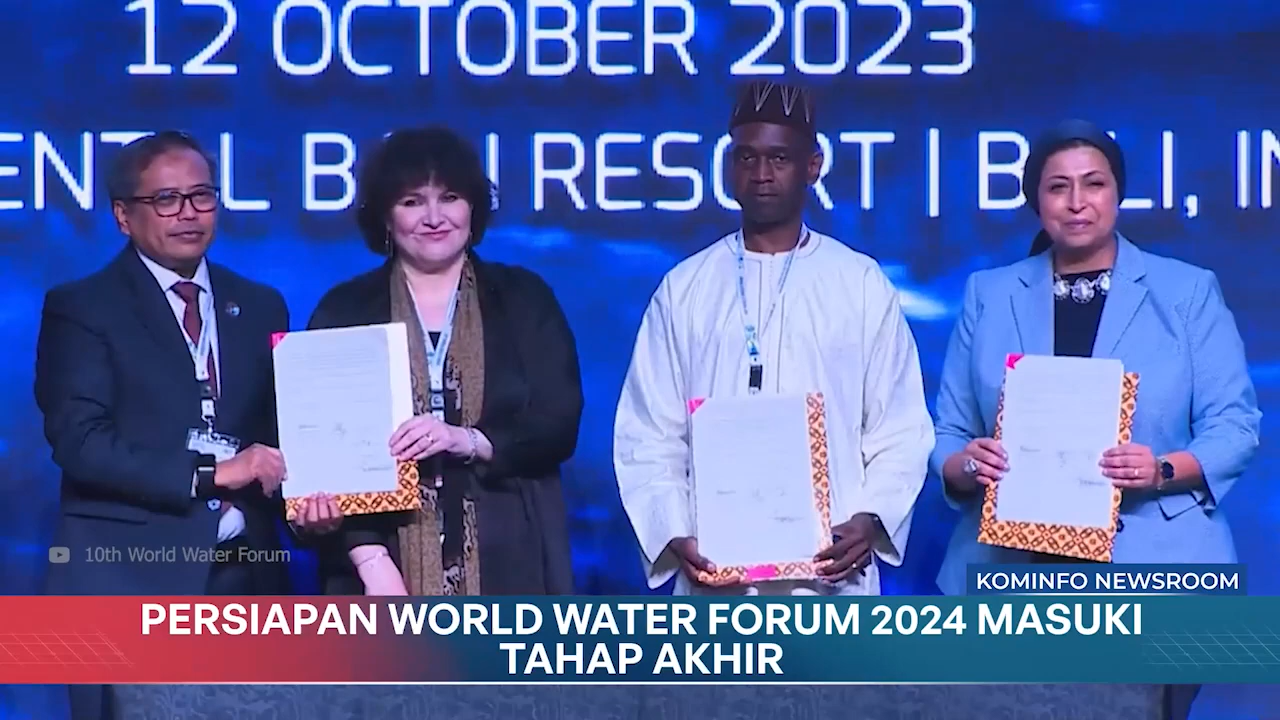 12 OCTOBER 2023
RESORT | BALI,
10th World Water Forum
KOMINFO NEWSROOM
PERSIAPAN WORLD WATER FORUM 2024 MASUKI
TAHAP AKHIR